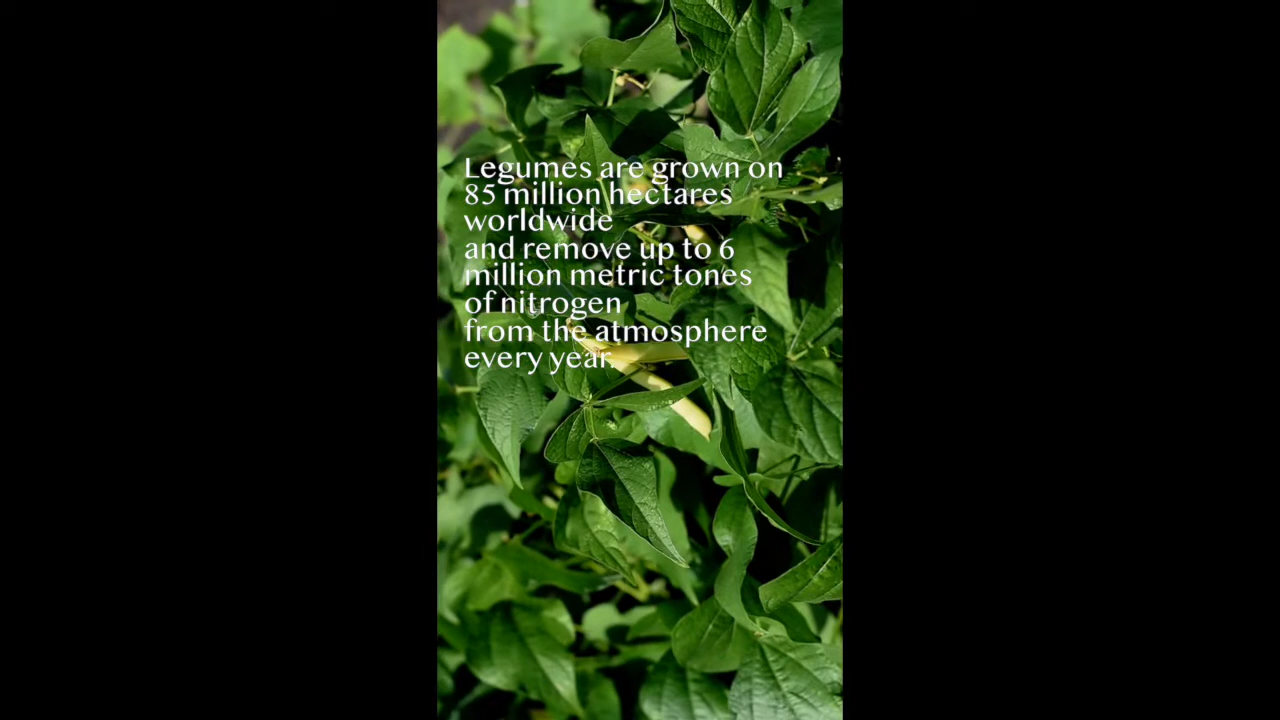 Legumes are grown on
85 million hectares
worldwide
and remove up to 6
million metric tones
of nitrogen
from the atmosphere
every year.